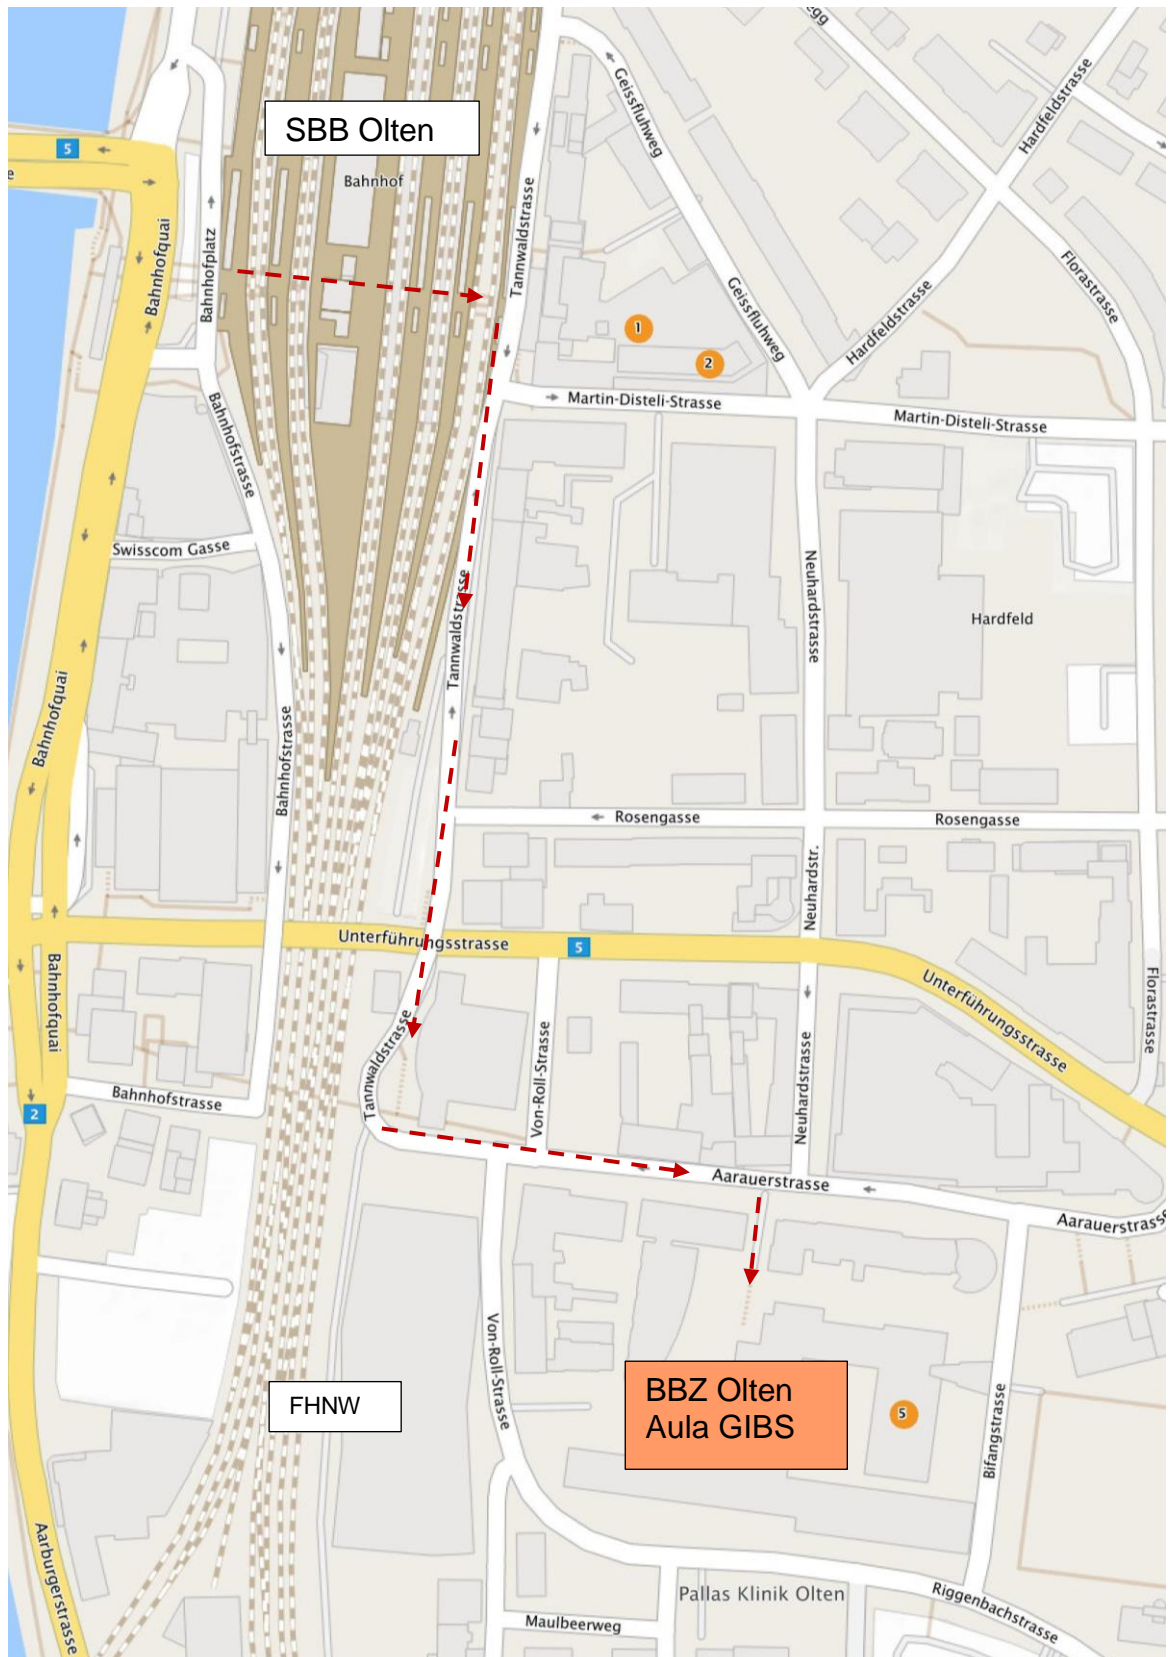 egg
SBB Olten
5
e
Bahnhof
Geissfluhweg
Hardfeldstrasse
Tannwaldstrasse
Bahnhofquai
Bahnhofplatz
Florastrasse
1
2
Geissfluhweg
Hardfeldstrasse
Martin-Disteli-Strasse
Martin-Disteli-Strasse
Bahnhofstrasse
Swisscom Gasse
Neuhardstrasse
Hardfeld
Tannwaldstrasse
Bahnhofquai
Bahnhofstrasse
Rosengasse
Rosengasse
Neuhardstr.
Unterführungsstrasse
5
Unterführungsstrasse
Bahnhofquai
Florastrasse
Tannwaldstrasse
Von-Roll-Strasse
Neuhardstrasse
Bahnhofstrasse
2
Aarauerstrasse
Aarauerstrasse
Von-Roll-Strasse
FHNW
BBZ Olten
Aula GIBS
5
Bifangstrasse
Aarburgerstrasse
Pallas Klinik Olten
Riggenbachstrasse
Maulbeerweg